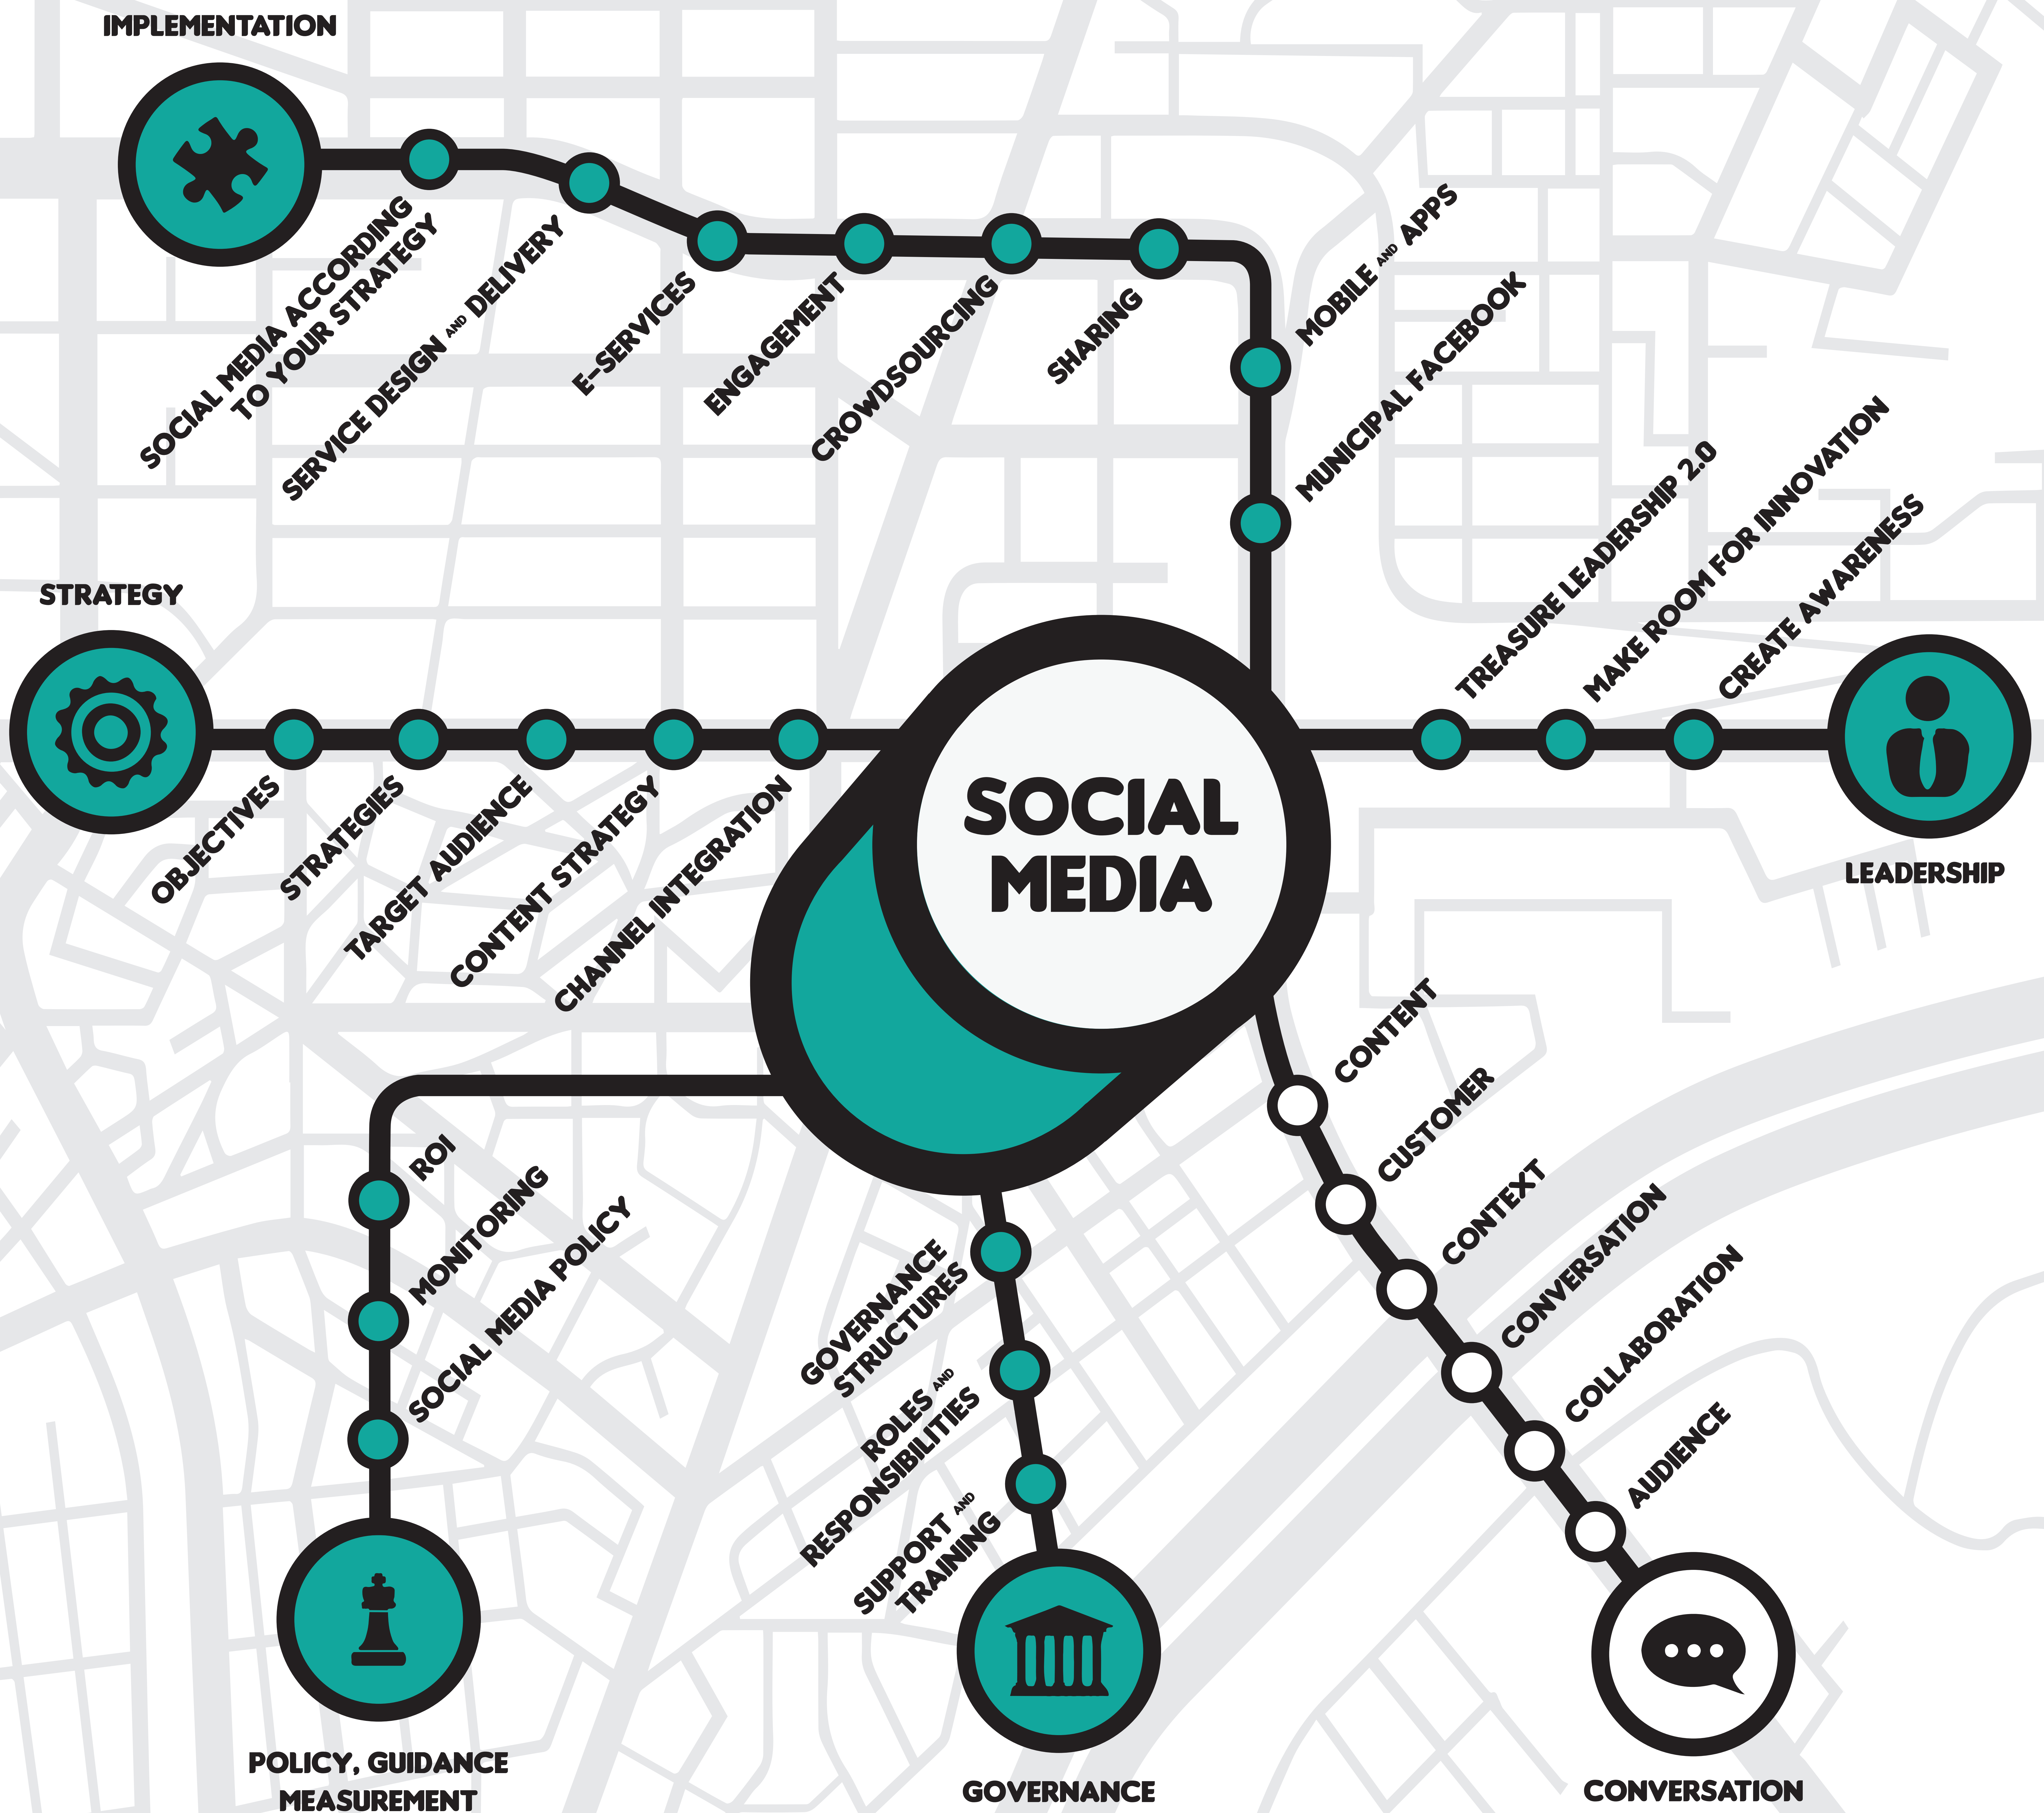 IMPLEMENTATION
SOCIAL MEDIA ACCORDING
TO YOUR STRATEGY
SERVICE DESIGN AND DELIVERY
E-SERVICES
ENGAGEMENT
CROWDSOURCING
SHARING
MOBILE AND APPS
MUNICIPAL FACEBOOK
STRATEGY
OBJECTIVES
STRATEGIES
TARGET AUDIENCE
CONTENT STRATEGY
CHANNEL INTEGRATION
SOCIAL
MEDIA
TREASURE LEADERSHIP 2.0
MAKE ROOM FOR INNOVATION
CREATE AWARENESS
LEADERSHIP
ROI
MONITORING
SOCIAL MEDIA POLICY
POLICY, GUIDANCE
MEASUREMENT
GOVERNANCE
STRUCTURES
ROLES AND
RESPONSIBILITIES
SUPPORT AND
TRAINING
GOVERNANCE
CONTENT
CUSTOMER
CONTEXT
CONVERSATION
COLLABORATION
AUDIENCE
CONVERSATION